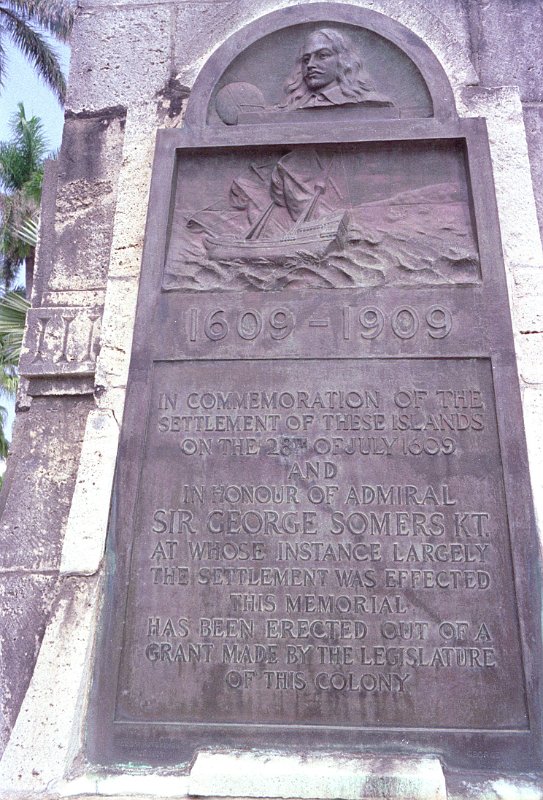 1609-1909
IN COMMEMORATION OF THE
SETTLEMENT OF THESE ISLANDS
ON THE 28TH OF JULY 1609
AND
IN HONOUR OF ADMIRAL
SIR GEORGE SOMERS KT.
AT WHOSE INSTANCE LARGELY
THE SETTLEMENT WAS EFFECTED
THIS MEMORIAL
HAS BEEN ERECTED OUT OF A
GRANT MADE BY THE LEGISLATURE
OF THIS COLONY